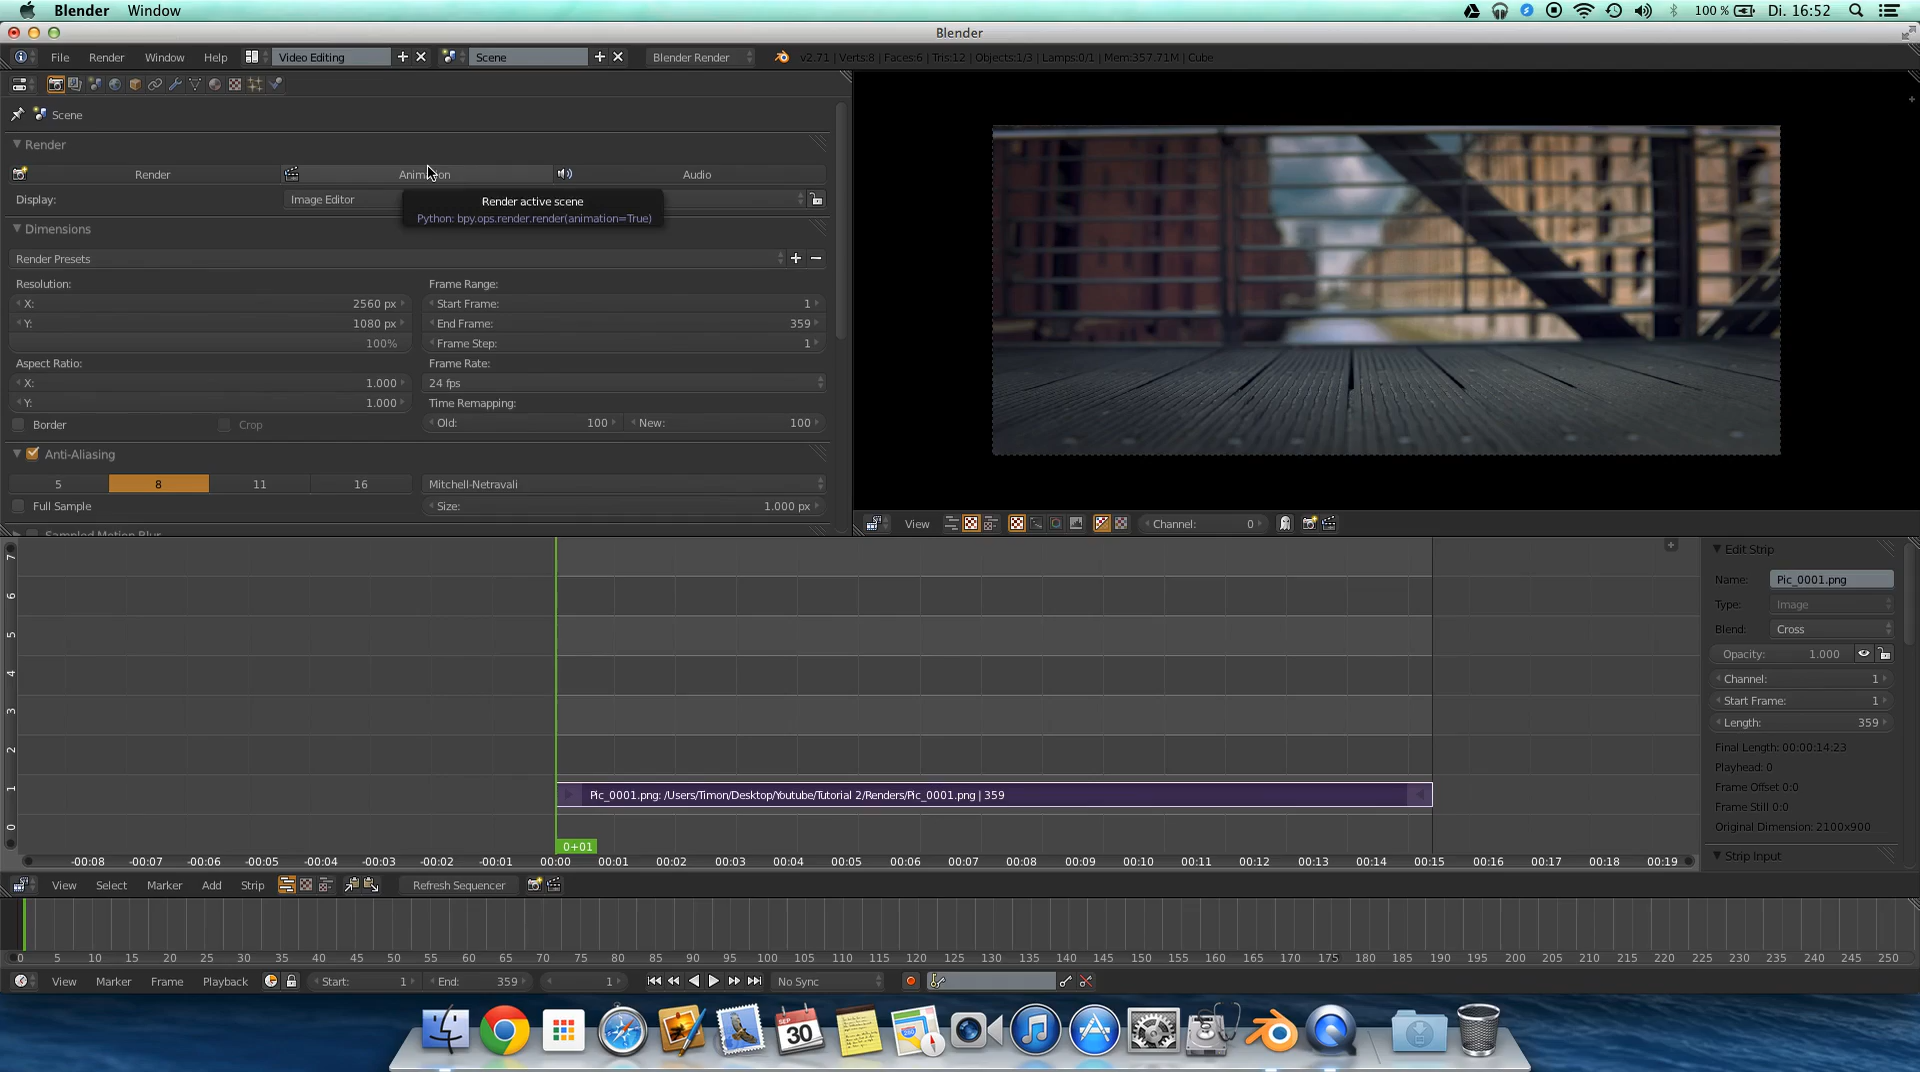 Blender Window 100 % Di. 16:52
Blender
File Render Window Help Video Editing Scene Blender Render v2.71 | Verts:8 | Faces:6 | Tris:12 | Objects:1/3 | Lamps:0/1 | Mem:357.71M | Cube
Scene
Render
Render Animation Audio
Display: Image Editor
Render active scene
Python: bpy.ops.render.render(animation=True)
Dimensions
Render Presets
Resolution: Frame Range:
X: 2560 px Start Frame: 1
Y: 1080 px End Frame: 359
100% Frame Step: 1
Aspect Ratio: Frame Rate:
X: 1.000 24 fps
Y: 1.000 Time Remapping:
Border Crop Old: 100 New: 100
Anti-Aliasing
5 8 11 16 Mitchell-Netravali
Full Sample Size: 1.000 px
Sampled Motion Blur
View Channel: 0
7
6
5
4
3
2
1
0
Pic_0001.png: /Users/Timon/Desktop/Youtube/Tutorial 2/Renders/Pic_0001.png | 359
0+01
-00:08 -00:07 -00:06 -00:05 -00:04 -00:03 -00:02 -00:01 00:00 00:01 00:02 00:03 00:04 00:05 00:06 00:07 00:08 00:09 00:10 00:11 00:12 00:13 00:14 00:15 00:16 00:17 00:18 00:19
Edit Strip
Name: Pic_0001.png
Type: Image
Blend: Cross
Opacity: 1.000
Channel: 1
Start Frame: 1
Length: 359
Final Length: 00:00:14:23
Playhead: 0
Frame Offset 0:0
Frame Still 0:0
Original Dimension: 2100x900
Strip Input
View Select Marker Add Strip Refresh Sequencer
0 5 10 15 20 25 30 35 40 45 50 55 60 65 70 75 80 85 90 95 100 105 110 115 120 125 130 135 140 145 150 155 160 165 170 175 180 185 190 195 200 205 210 215 220 225 230 235 240 245 250
View Marker Frame Playback Start: 1 End: 359 1 No Sync
SEP
30